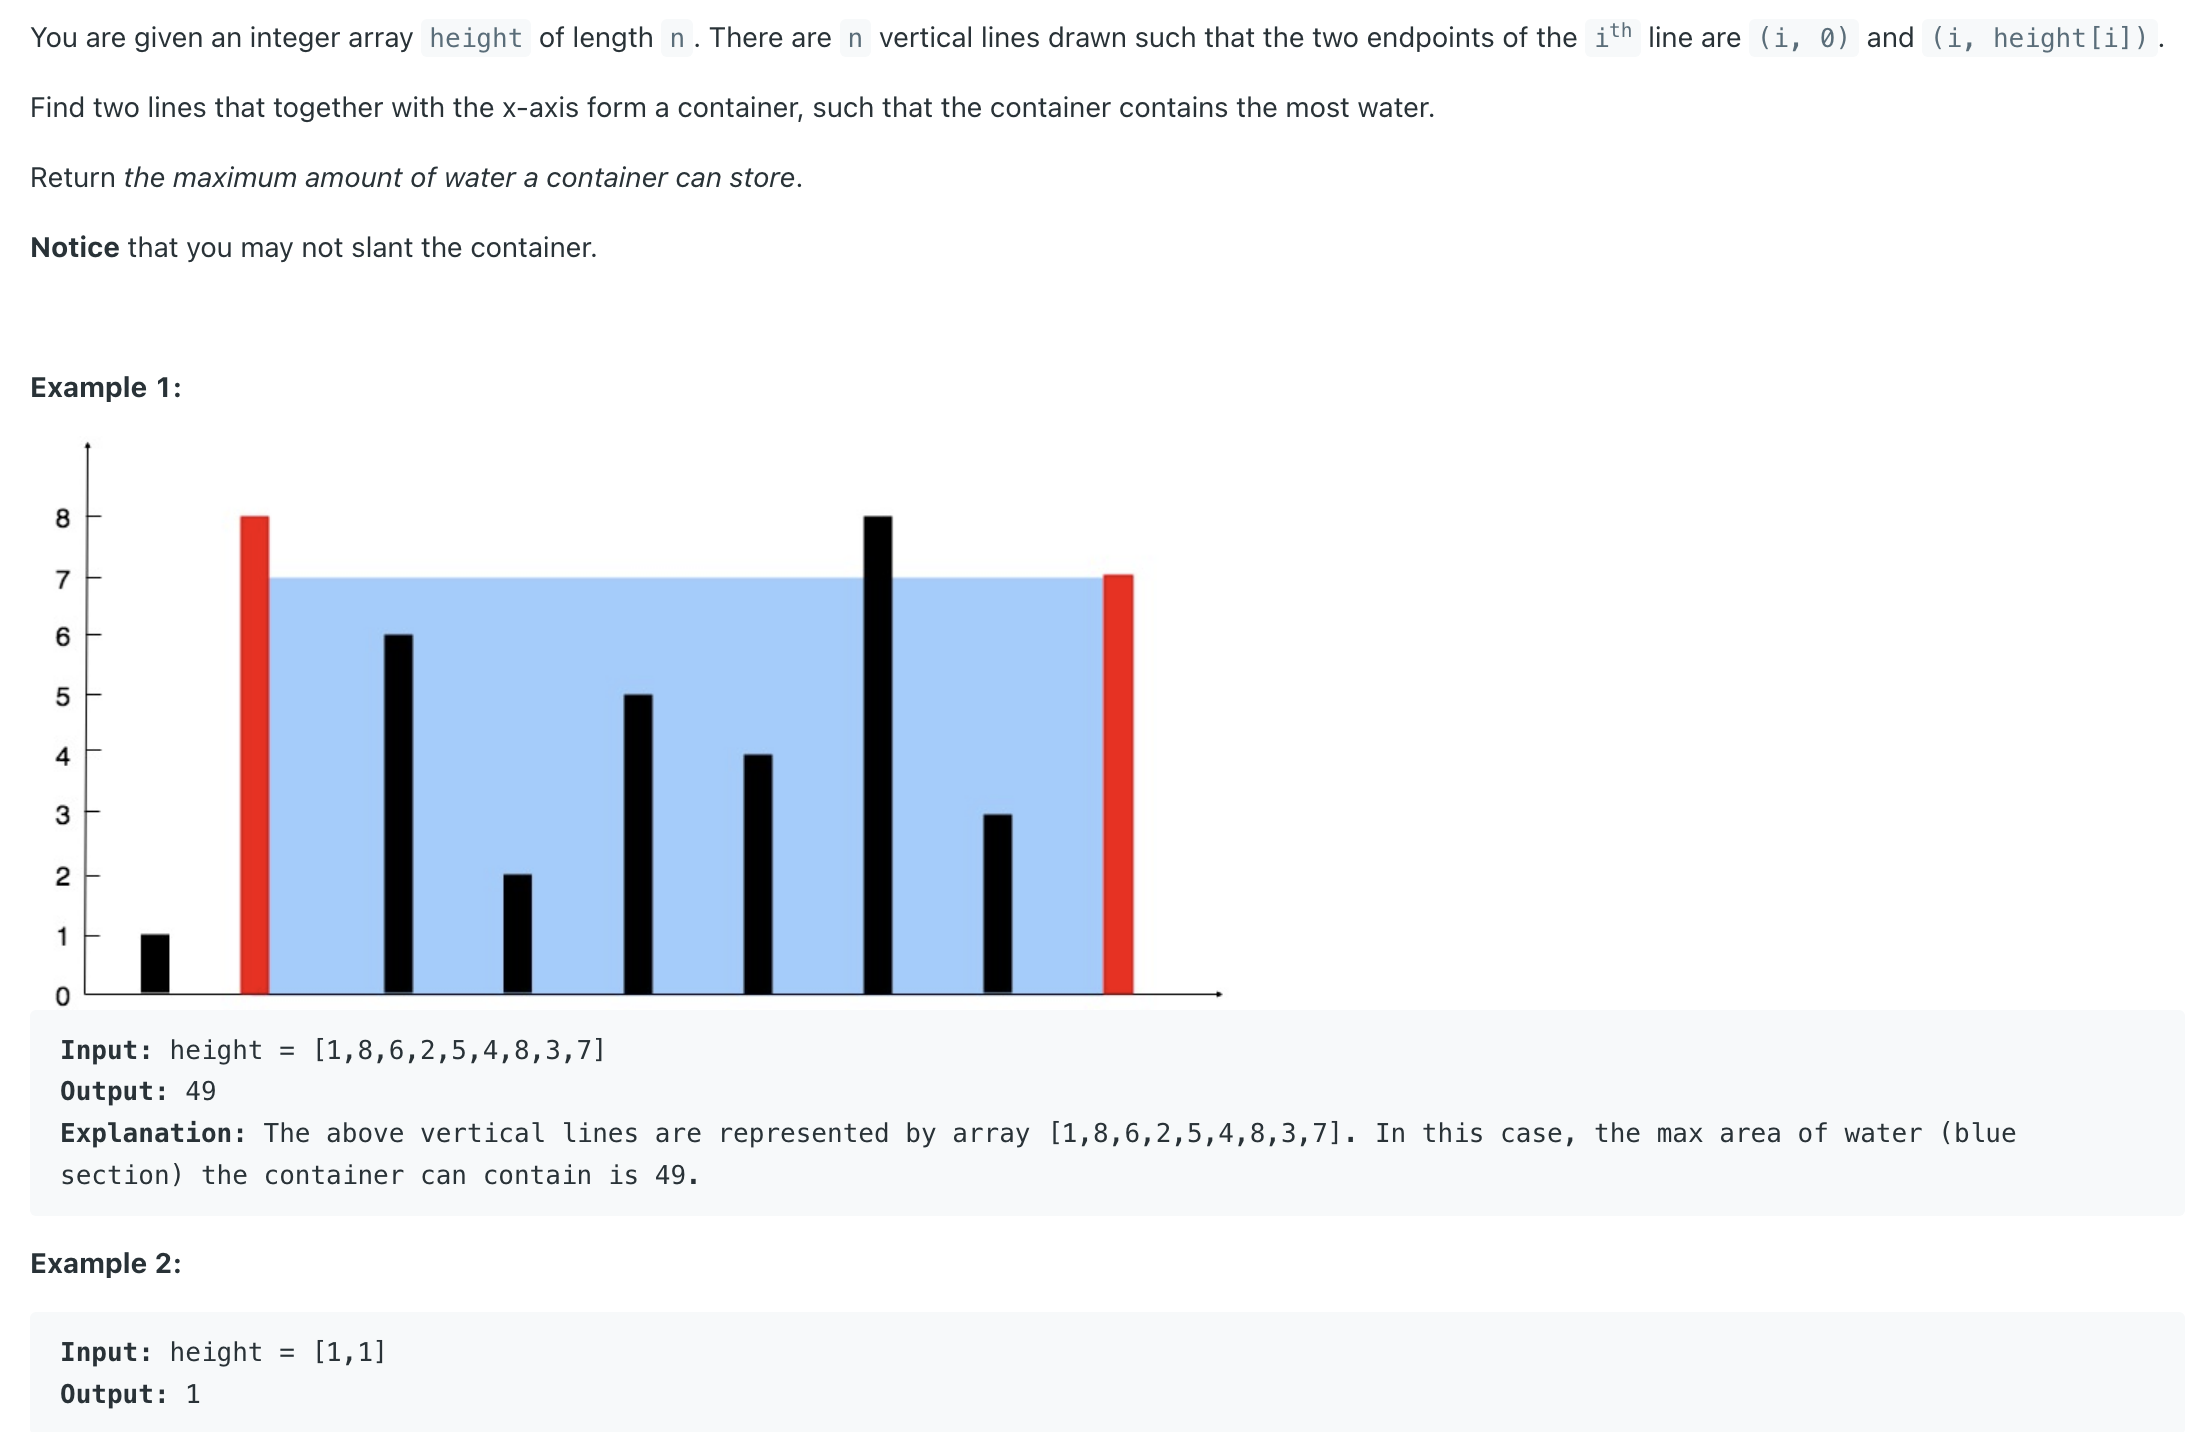 You are given an integer array height of length n. There are n vertical lines drawn such that the two endpoints of the ith line are (i, 0) and (i, height[i]).
Find two lines that together with the x-axis form a container, such that the container contains the most water.
Return the maximum amount of water a container can store.
Notice that you may not slant the container.
Example 1:
8
7
6
5
4
3
2
1
0
Input: height = [1,8,6,2,5,4,8,3,7]
Output: 49
Explanation: The above vertical lines are represented by array [1,8,6,2,5,4,8,3,7]. In this case, the max area of water (blue
section) the container can contain is 49.
Example 2:
Input: height = [1,1]
Output: 1